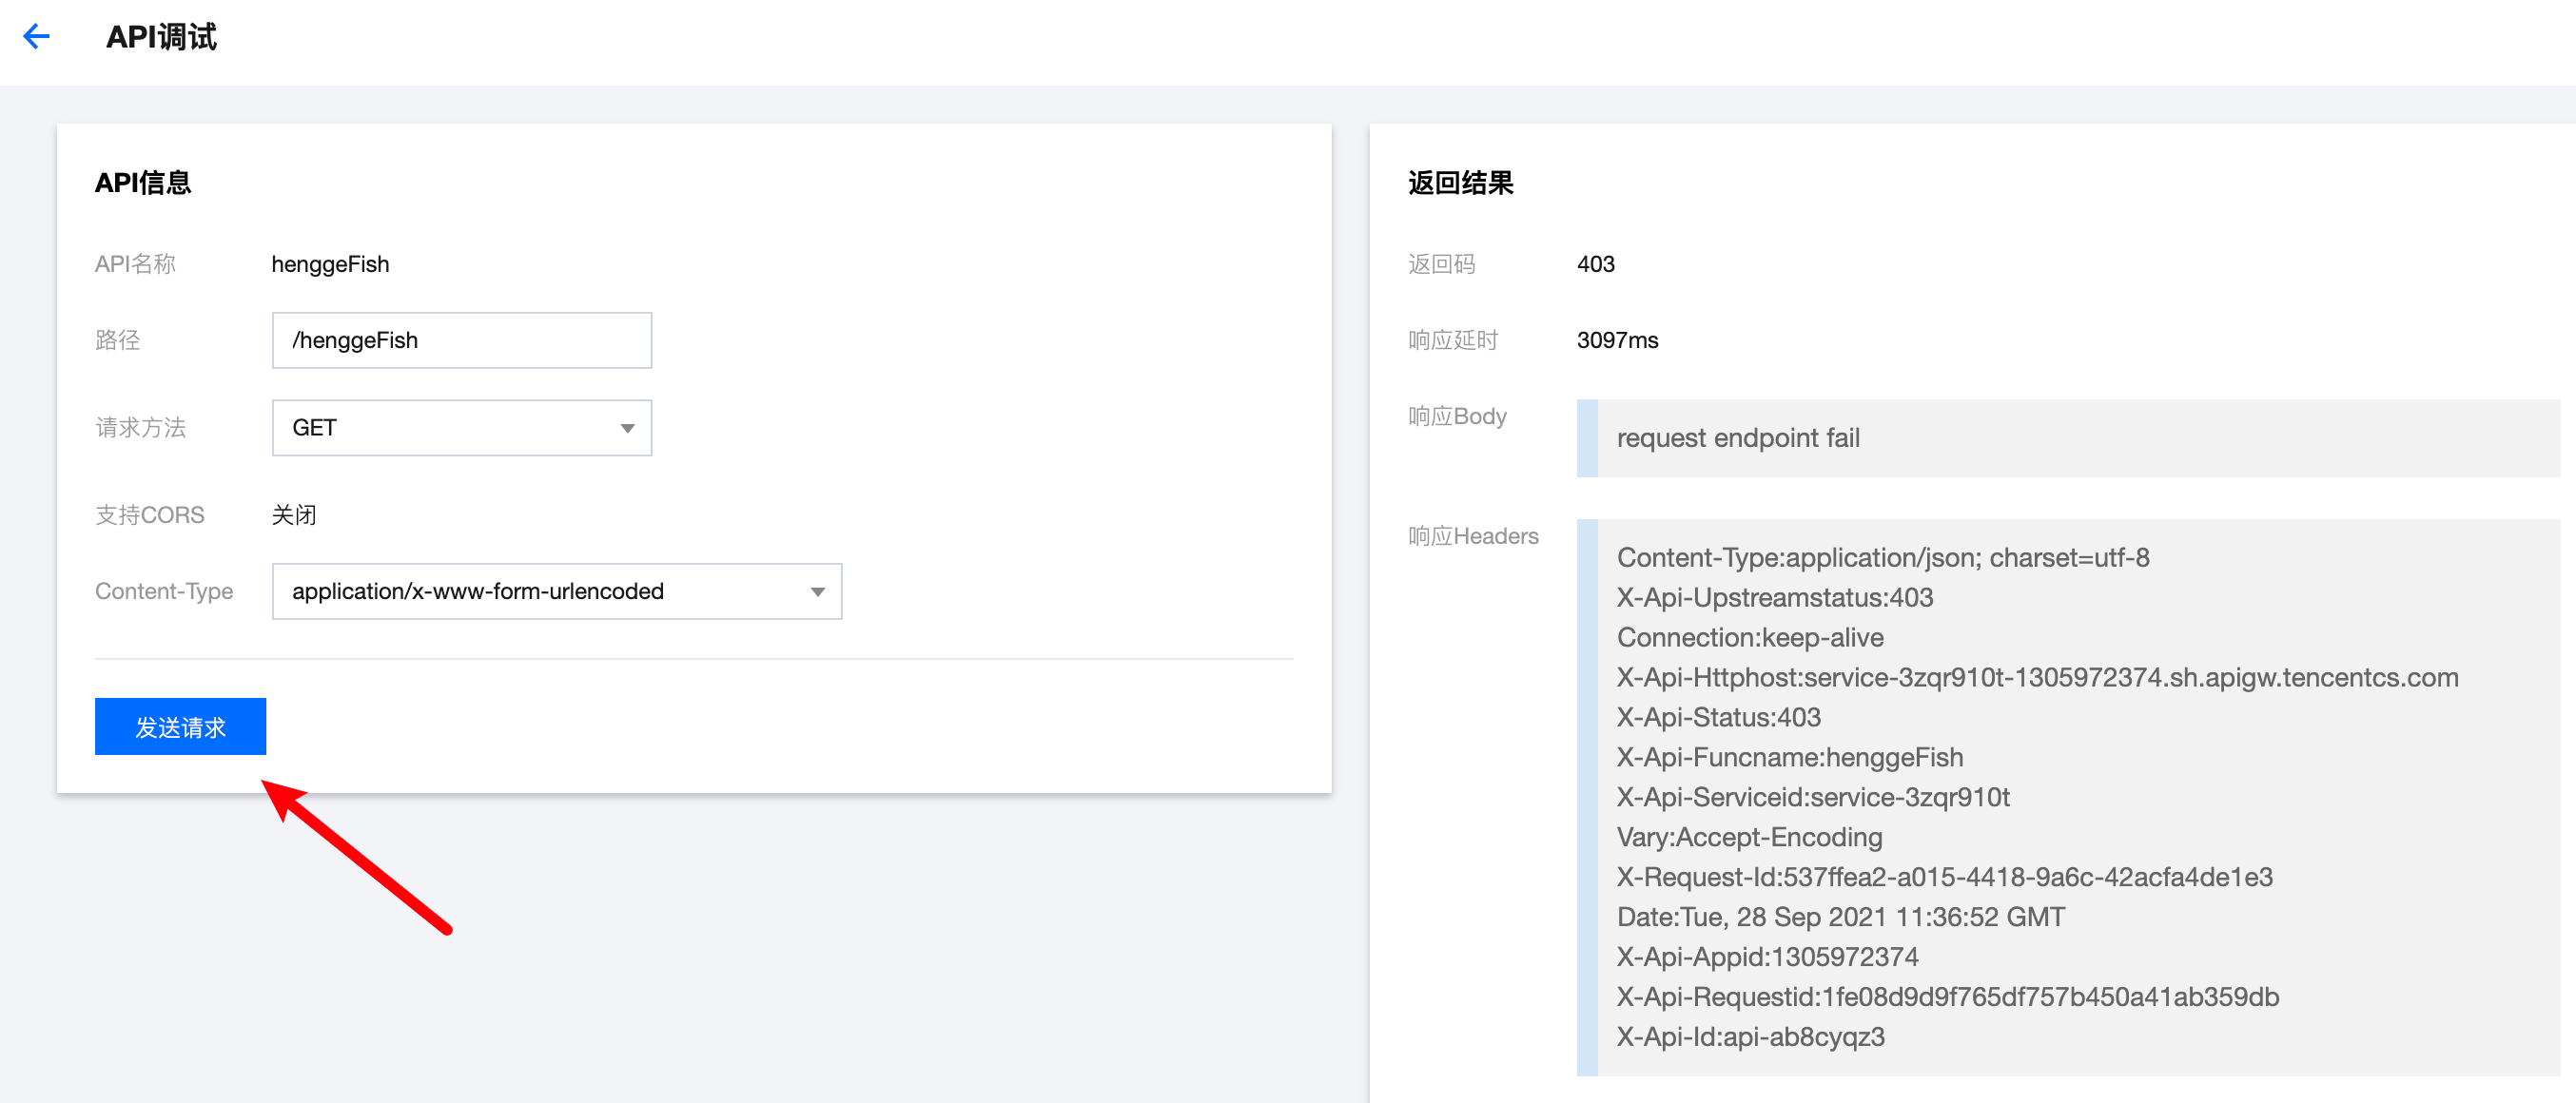 API调试
API信息
API名称 henggeFish
路径 /henggeFish
请求方法 GET
支持CORS 关闭
Content-Type application/x-www-form-urlencoded
发送请求
返回结果
返回码 403
响应延时 3097ms
响应Body request endpoint fail
响应Headers Content-Type:application/json; charset=utf-8
X-Api-Upstreamstatus:403
Connection:keep-alive
X-Api-Httphost:service-3zqr910t-1305972374.sh.apigw.tencentcs.com
X-Api-Status:403
X-Api-Funcname:henggeFish
X-Api-Serviceid:service-3zqr910t
Vary:Accept-Encoding
X-Request-Id:537ffea2-a015-4418-9a6c-42acfa4de1e3
Date:Tue, 28 Sep 2021 11:36:52 GMT
X-Api-Appid:1305972374
X-Api-Requestid:1fe08d9d9f765df757b450a41ab359db
X-Api-Id:api-ab8cyqz3